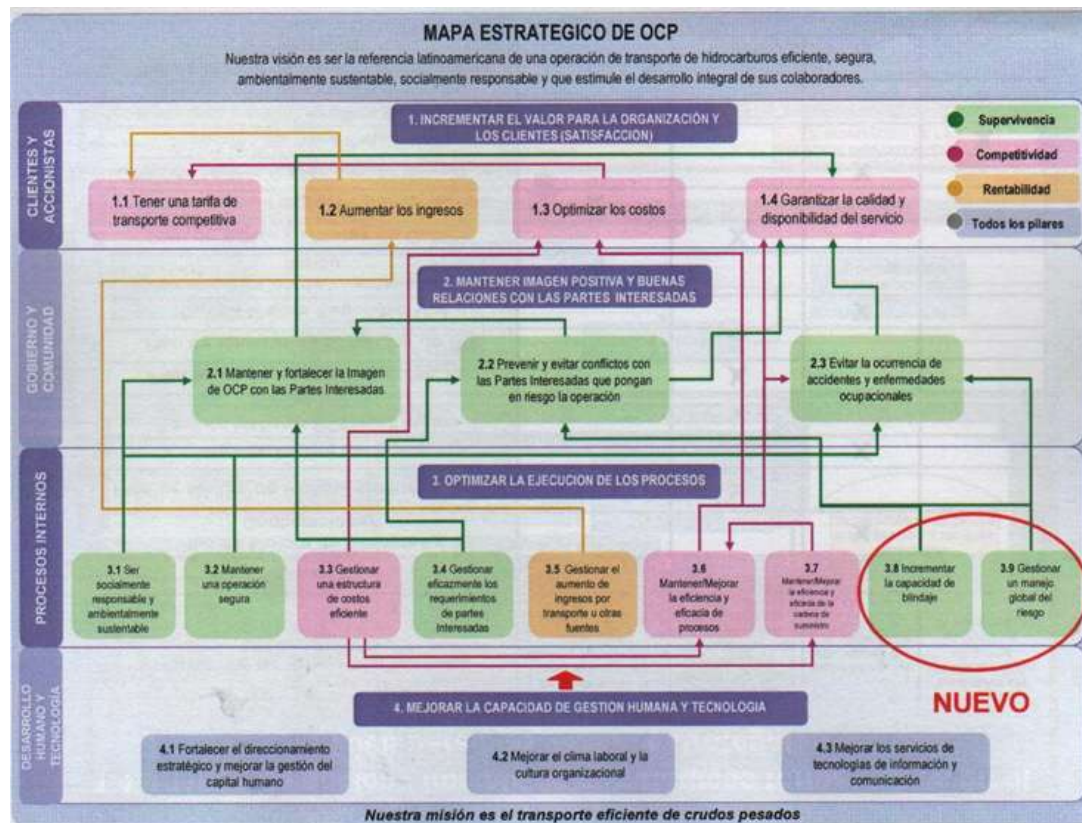 MAPA ESTRATEGICO DE OCP
Nuestra visión es ser la referencia latinoamericana de una operación de transporte de hidrocarburos eficiente, segura,
ambientalmente sustentable, socialmente responsable y que estimule el desarrollo integral de sus colaboradores.
CLIENTES Y
ACCIONISTAS
1. INCREMENTAR EL VALOR PARA LA ORGANIZACIÓN Y
LOS CLIENTES (SATISFACCION)
Supervivencia
Competitividad
Rentabilidad
Todos los pilares
1.1 Tener una tarifa de
transporte competitiva
1.2 Aumentar los ingresos
1.3 Optimizar los costos
1.4 Garantizar la calidad y
disponibilidad del servicio
GOBIERNO Y
COMUNIDAD
2. MANTENER IMAGEN POSITIVA Y BUENAS
RELACIONES CON LAS PARTES INTERESADAS
2.1 Mantener y fortalecer la Imagen
de OCP con las Partes Interesadas
2.2 Prevenir y evitar conflictos con
las Partes Interesadas que pongan
en riesgo la operación
2.3 Evitar la ocurrencia de
accidentes y enfermedades
ocupacionales
PROCESOS INTERNOS
3. OPTIMIZAR LA EJECUCION DE LOS PROCESOS
3.1 Ser
socialmente
responsable y
ambientalmente
sustentable
3.2 Mantener
una operación
segura
3.3 Gestionar
una estructura
de costos
eficiente
3.4 Gestionar
eficazmente los
requerimientos
de partes
Interesadas
3.5 Gestionar el
aumento de
ingresos por
transporte u otras
fuentes
3.6
Mantener/Mejorar
la eficiencia y
eficacia de
procesos
3.7
Mantener/Mejorar
la eficiencia y
eficacia de la
cadena de
suministro
3.8 Incrementar
la capacidad de
blindaje
3.9 Gestionar
un manejo
global del
riesgo
NUEVO
DESARROLLO
HUMANO Y
TECNOLOGÍA
4. MEJORAR LA CAPACIDAD DE GESTION HUMANA Y TECNOLOGIA
4.1 Fortalecer el direccionamiento
estratégico y mejorar la gestión del
capital humano
4.2 Mejorar el clima laboral y la
cultura organizacional
4.3 Mejorar los servicios de
tecnologías de información y
comunicación
Nuestra misión es el transporte eficiente de crudos pesados